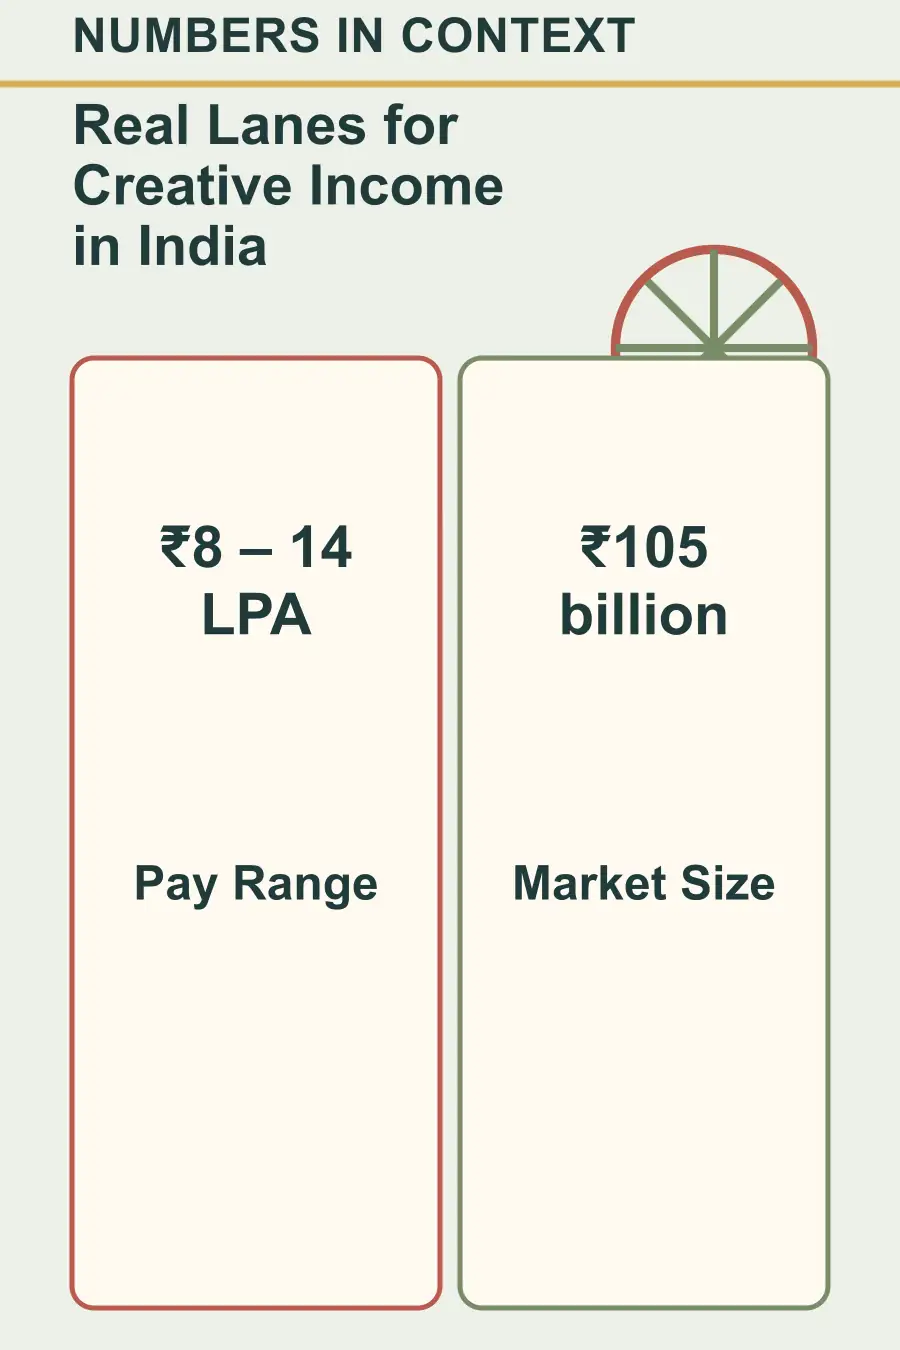 NUMBERS IN CONTEXT
Real Lanes for
Creative Income
in India
₹8 – 14
LPA
Pay Range
₹105
billion
Market Size